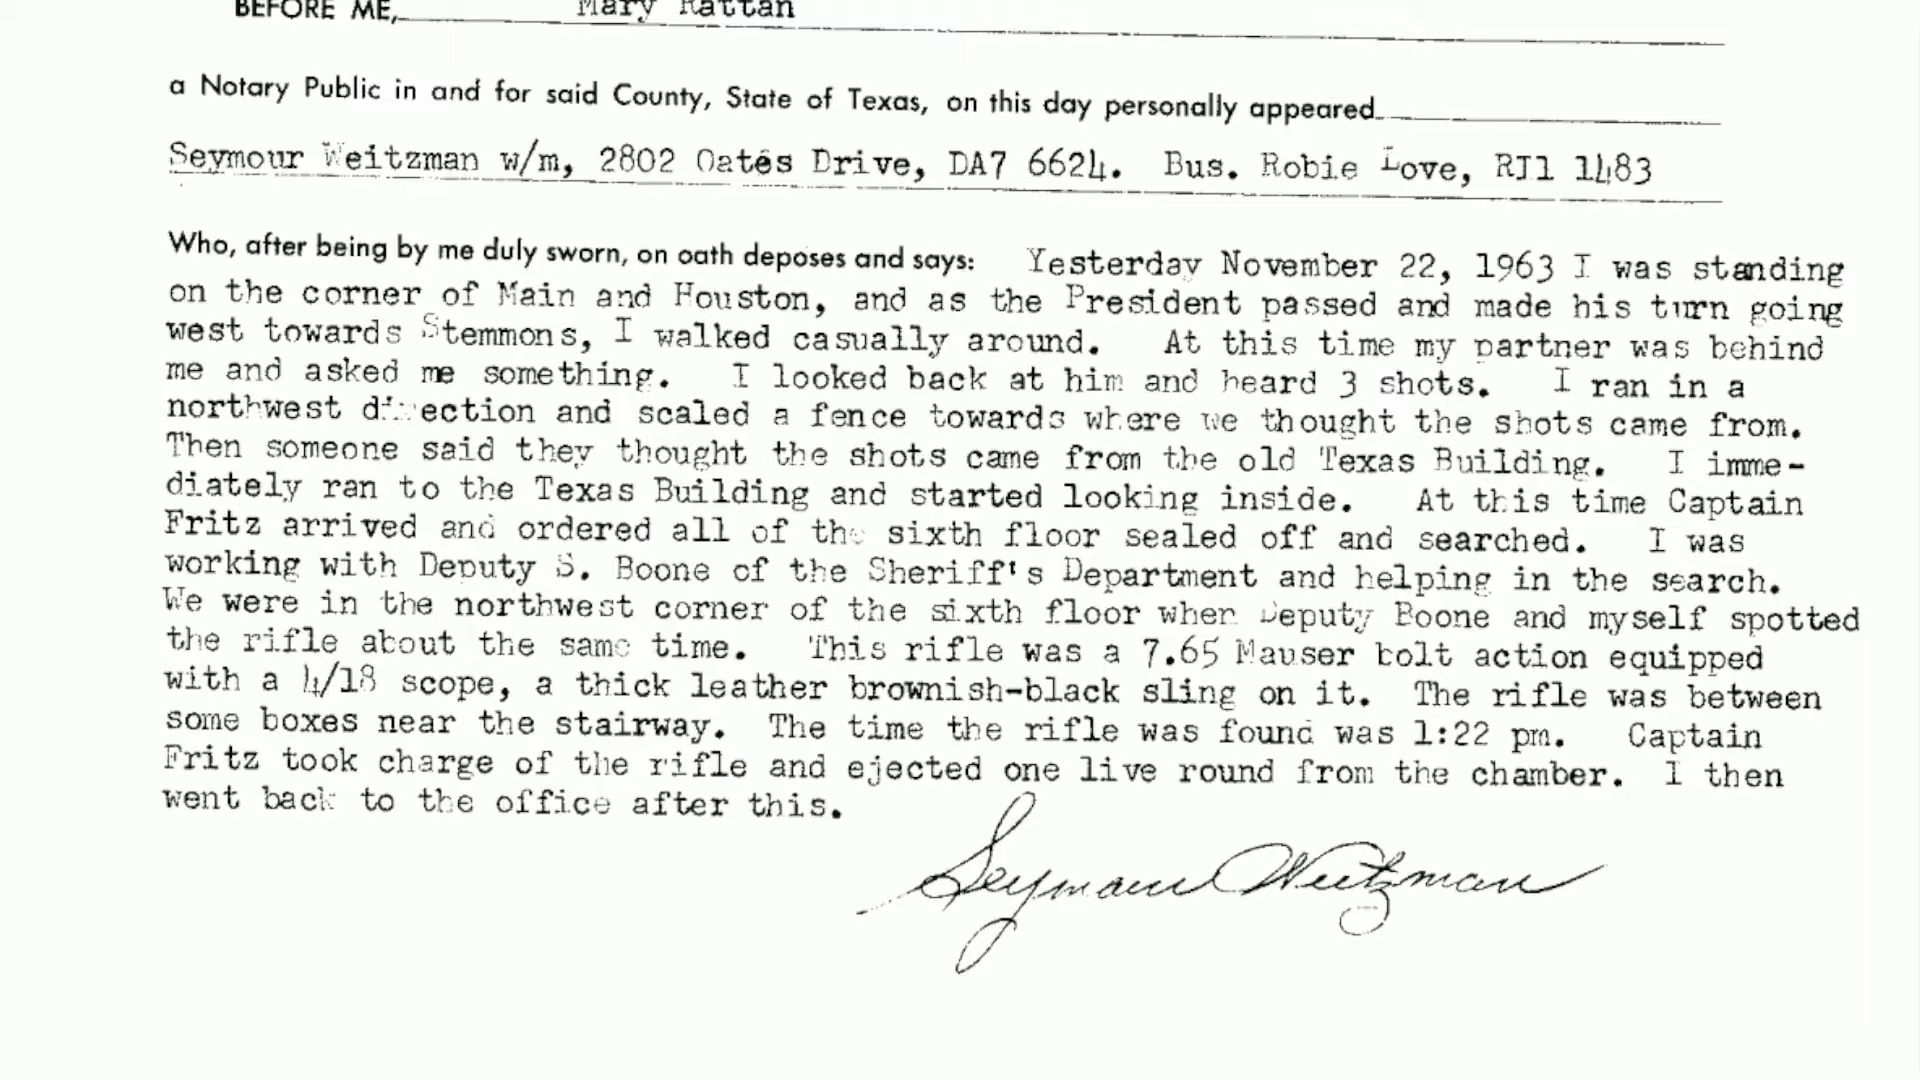 BEFORE ME, Mary Rattan
a Notary Public in and for said County, State of Texas, on this day personally appeared
Seymour Weitzman w/m, 2802 Oates Drive, DA7 6624. Bus. Robie Love, RI1 1483
Who, after being by me duly sworn, on oath deposes and says: Yesterday November 22, 1963 I was standing
on the corner of Main and Houston, and as the President passed and made his turn going
west towards Stemmons, I walked casually around. At this time my partner was behind
me and asked me something. I looked back at him and heard 3 shots. I ran in a
northwest direction and scaled a fence towards where we thought the shots came from.
Then someone said they thought the shots came from the old Texas Building. I imme-
diately ran to the Texas Building and started looking inside. At this time Captain
Fritz arrived and ordered all of the sixth floor sealed off and searched. I was
working with Deputy S. Boone of the Sheriff's Department and helping in the search.
We were in the northwest corner of the sixth floor when Deputy Boone and myself spotted
the rifle about the same time. This rifle was a 7.65 Mauser bolt action equipped
with a 4/18 scope, a thick leather brownish-black sling on it. The rifle was between
some boxes near the stairway. The time the rifle was found was 1:22 pm. Captain
Fritz took charge of the rifle and ejected one live round from the chamber. I then
went back to the office after this.
Seymour Weitzman